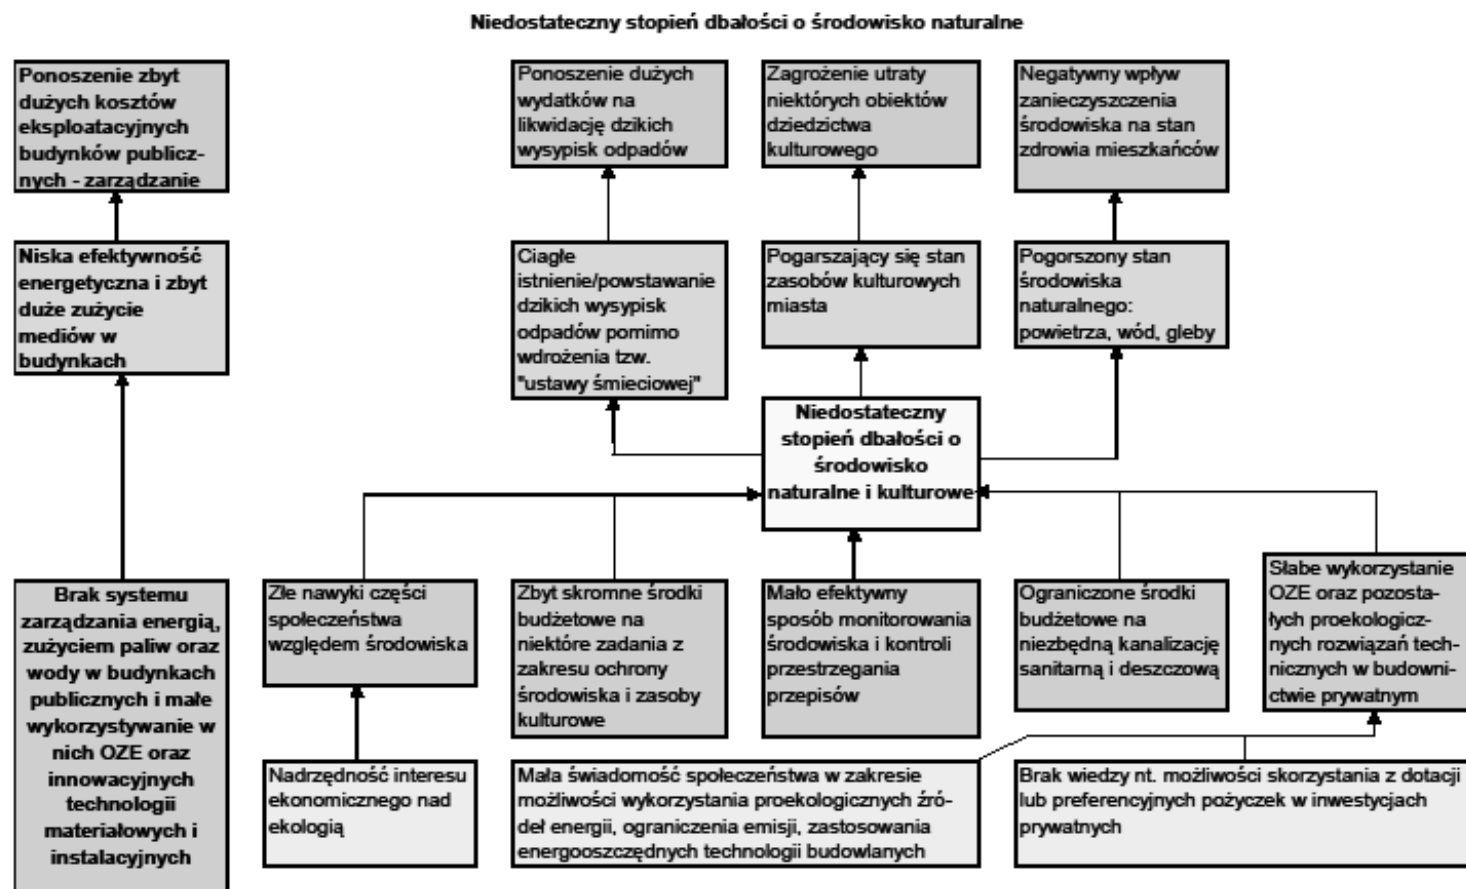 Niedostateczny stopień dbałości o środowisko naturalne
Ponoszenie zbyt
dużych kosztów
eksploatacyjnych
budynków publicz-
nych - zarządzanie
Ponoszenie dużych
wydatków na
likwidację dzikich
wysypisk odpadów
Zagrożenie utraty
niektórych obiektów
dziedzictwa
kulturowego
Negatywny wpływ
zanieczyszczenia
środowiska na stan
zdrowia mieszkańców
Niska efektywność
energetyczna i zbyt
duże zużycie
mediów w
budynkach
Ciagłe
istnienie/powstawanie
dzikich wysypisk
odpadów pomimo
wdrożenia tzw.
"ustawy śmieciowej"
Pogarszający się stan
zasobów kulturowych
miasta
Pogorszony stan
środowiska
naturalnego:
powietrza, wód, gleby
Niedostateczny
stopień dbałości o
środowisko
naturalne i kulturowe
Brak systemu
zarządzania energią,
zużyciem paliw oraz
wody w budynkach
publicznych i małe
wykorzystywanie w
nich OZE oraz
innowacyjnych
technologii
materiałowych i
instalacyjnych
Złe nawyki części
społeczeństwa
względem środowiska
Zbyt skromne środki
budżetowe na
niektóre zadania z
zakresu ochrony
środowiska i zasoby
kulturowe
Mało efektywny
sposób monitorowania
środowiska i kontroli
przestrzegania
przepisów
Ograniczone środki
budżetowe na
niezbędną kanalizację
sanitarną i deszczową
Słabe wykorzystanie
OZE oraz pozosta-
łych proekologicz-
nych rozwiązań tech-
nicznych w budowni-
ctwie prywatnym
Nadrzędność interesu
ekonomicznego nad
ekologią
Mała świadomość społeczeństwa w zakresie
możliwości wykorzystania proekologicznych źró-
deł energii, ograniczenia emisji, zastosowania
energooszczędnych technologii budowlanych
Brak wiedzy nt. możliwości skorzystania z dotacji
lub preferencyjnych pożyczek w inwestycjach
prywatnych